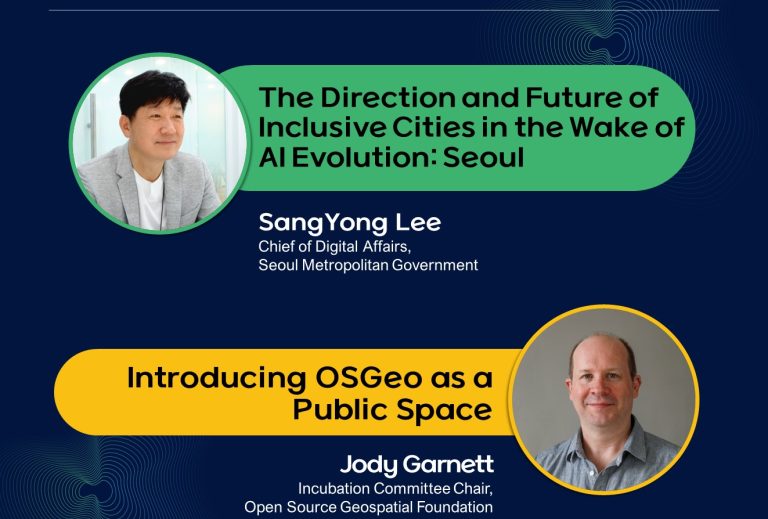 The Direction and Future of
Inclusive Cities in the Wake of
AI Evolution: Seoul
SangYong Lee
Chief of Digital Affairs,
Seoul Metropolitan Government
Introducing OSGeo as a
Public Space
Jody Garnett
Incubation Committee Chair,
Open Source Geospatial Foundation